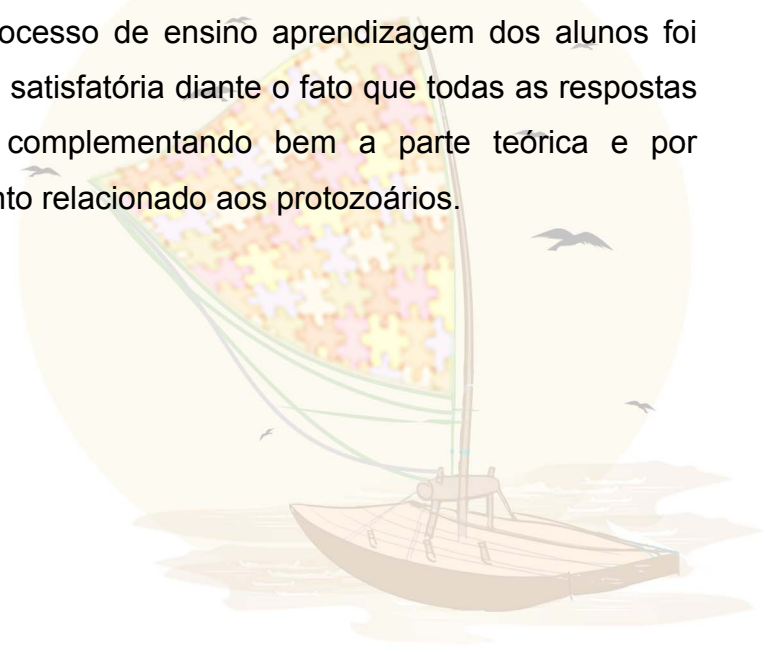 ocesso de ensino aprendizagem dos alunos foi
satisfatória diante o fato que todas as respostas
complementando bem a parte teórica e por
nto relacionado aos protozoários.